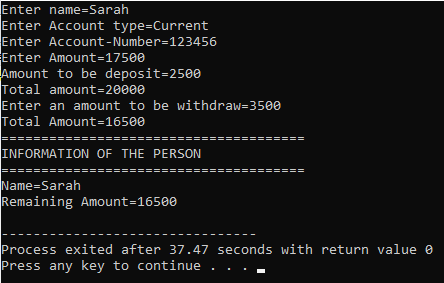 Enter name=Sarah
Enter Account type=Current
Enter Account-Number=123456
Enter Amount=17500
Amount to be deposit=2500
Total amount=20000
Enter an amount to be withdraw=3500
Total Amount=16500
======================================
INFORMATION OF THE PERSON
======================================
Name=Sarah
Remaining Amount=16500
--------------------------------
Process exited after 37.47 seconds with return value 0
Press any key to continue . . .